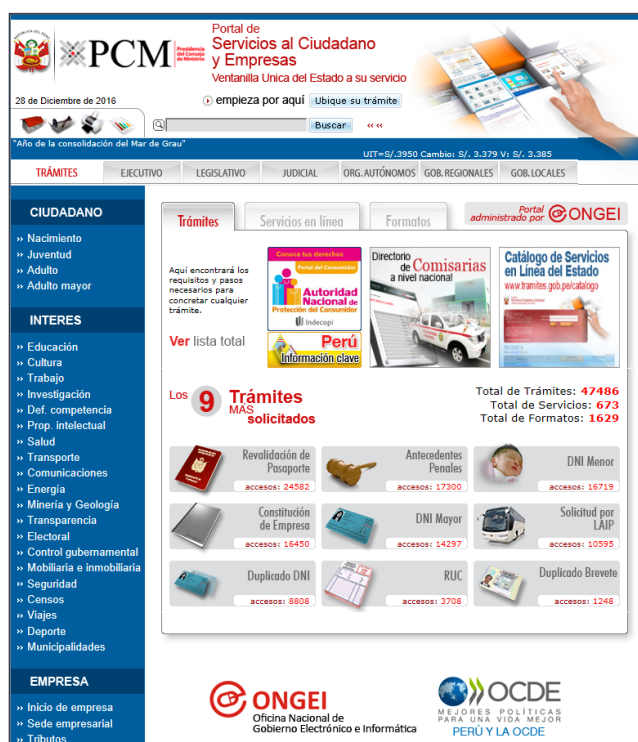 PCM
Presidencia
del Consejo
de Ministros
Portal de
Servicios al Ciudadano
y Empresas
Ventanilla Unica del Estado a su servicio
28 de Diciembre de 2016
empieza por aquí
Ubique su trámite
Buscar
"Año de la consolidación del Mar de Grau"
UIT=S/.3950 Cambio: S/. 3.379 V: S/. 3.385
TRÁMITES
EJECUTIVO
LEGISLATIVO
JUDICIAL
ORG. AUTÓNOMOS
GOB. REGIONALES
GOB. LOCALES
CIUDADANO
›› Nacimiento
›› Juventud
›› Adulto
›› Adulto mayor
INTERES
›› Educación
›› Cultura
›› Trabajo
›› Investigación
›› Def. competencia
›› Prop. intelectual
›› Salud
›› Transporte
›› Comunicaciones
›› Energía
›› Minería y Geología
›› Transparencia
›› Electoral
›› Control gubernamental
›› Mobiliaria e inmobiliaria
›› Seguridad
›› Censos
›› Viajes
›› Deporte
›› Municipalidades
EMPRESA
›› Inicio de empresa
›› Sede empresarial
›› Tributos
Trámites
Servicios en línea
Formatos
Portal
administrado por ONGEI
Aquí encontrará los
requisitos y pasos
necesarios para
concretar cualquier
trámite.
Ver lista total
Conoce tus derechos
Portal del Consumidor
Autoridad
Nacional de
Protección del Consumidor
Indecopi
Perú
Información clave
Directorio
de Comisarias
a nivel nacional
Catálogo de Servicios
en Línea del Estado
www.tramites.gob.pe/catalogo
Los 9 Trámites
MAS
solicitados
Total de Trámites: 47486
Total de Servicios: 673
Total de Formatos: 1629
Revalidación de
Pasaporte
accesos: 24582
Antecedentes
Penales
accesos: 17300
DNI Menor
accesos: 16719
Constitución
de Empresa
accesos: 16450
DNI Mayor
accesos: 14297
Solicitud por
LAIP
accesos: 10595
Duplicado DNI
accesos: 8808
RUC
accesos: 3708
Duplicado Brevete
accesos: 1248
ONGEI
Oficina Nacional de
Gobierno Electrónico e Informática
OCDE
MEJORES POLÍTICAS
PARA UNA VIDA MEJOR
PERÚ Y LA OCDE